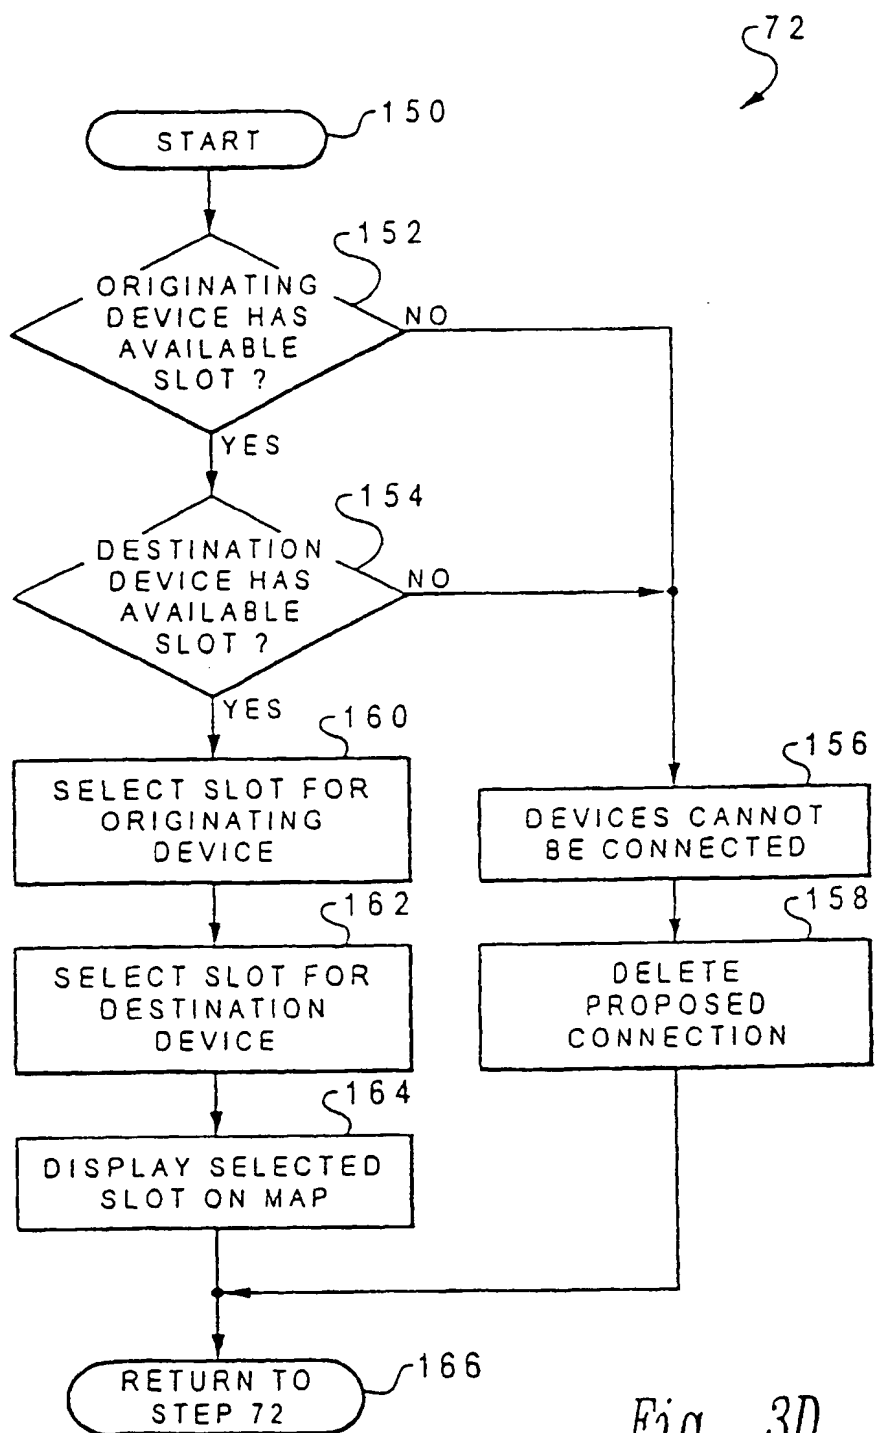 72
150
START
152
ORIGINATING
DEVICE HAS
AVAILABLE
SLOT ?
NO
YES
154
DESTINATION
DEVICE HAS
AVAILABLE
SLOT ?
NO
YES
160
SELECT SLOT FOR
ORIGINATING
DEVICE
156
DEVICES CANNOT
BE CONNECTED
162
SELECT SLOT FOR
DESTINATION
DEVICE
158
DELETE
PROPOSED
CONNECTION
164
DISPLAY SELECTED
SLOT ON MAP
166
RETURN TO
STEP 72
Fig. 3D